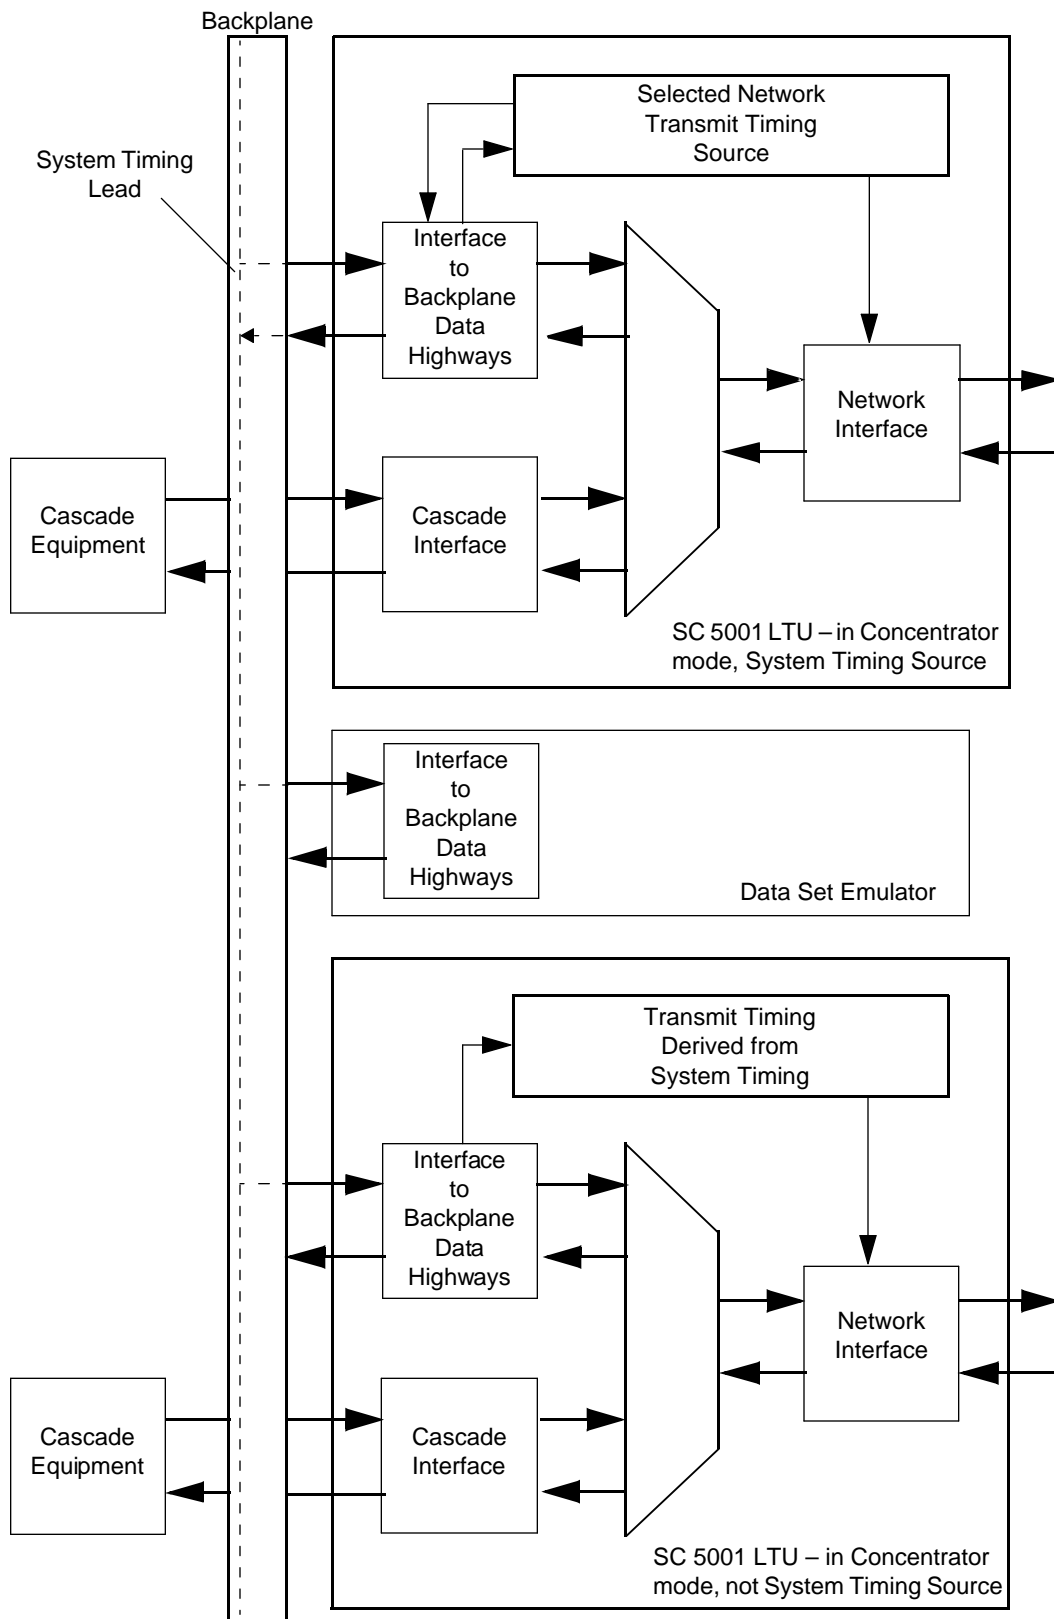 Backplane
System Timing
Lead
Selected Network
Transmit Timing
Source
Interface
to
Backplane
Data
Highways
Network
Interface
Cascade
Equipment
Cascade
Interface
SC 5001 LTU – in Concentrator
mode, System Timing Source
Interface
to
Backplane
Data
Highways
Data Set Emulator
Transmit Timing
Derived from
System Timing
Interface
to
Backplane
Data
Highways
Network
Interface
Cascade
Equipment
Cascade
Interface
SC 5001 LTU – in Concentrator
mode, not System Timing Source